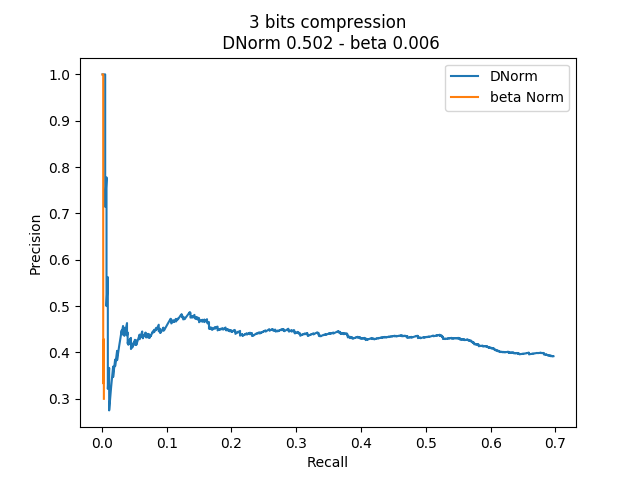 3 bits compression
DNorm 0.502 - beta 0.006
DNorm
beta Norm
Precision
1.0
0.9
0.8
0.7
0.6
0.5
0.4
0.3
0.0 0.1 0.2 0.3 0.4 0.5 0.6 0.7
Recall